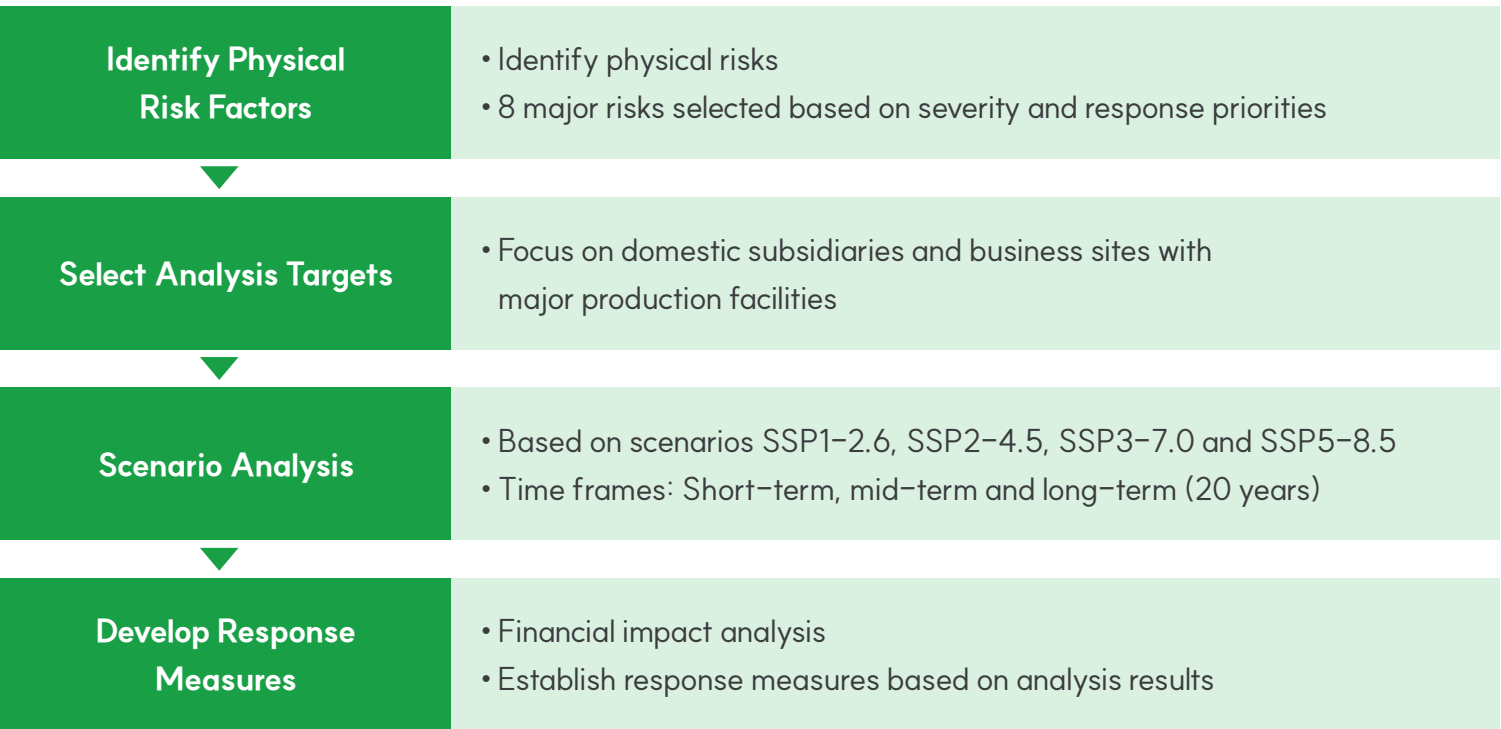 Identify Physical
Risk Factors
• Identify physical risks
• 8 major risks selected based on severity and response priorities
Select Analysis Targets
• Focus on domestic subsidiaries and business sites with
major production facilities
Scenario Analysis
• Based on scenarios SSP1-2.6, SSP2-4.5, SSP3-7.0 and SSP5-8.5
• Time frames: Short-term, mid-term and long-term (20 years)
Develop Response
Measures
• Financial impact analysis
• Establish response measures based on analysis results